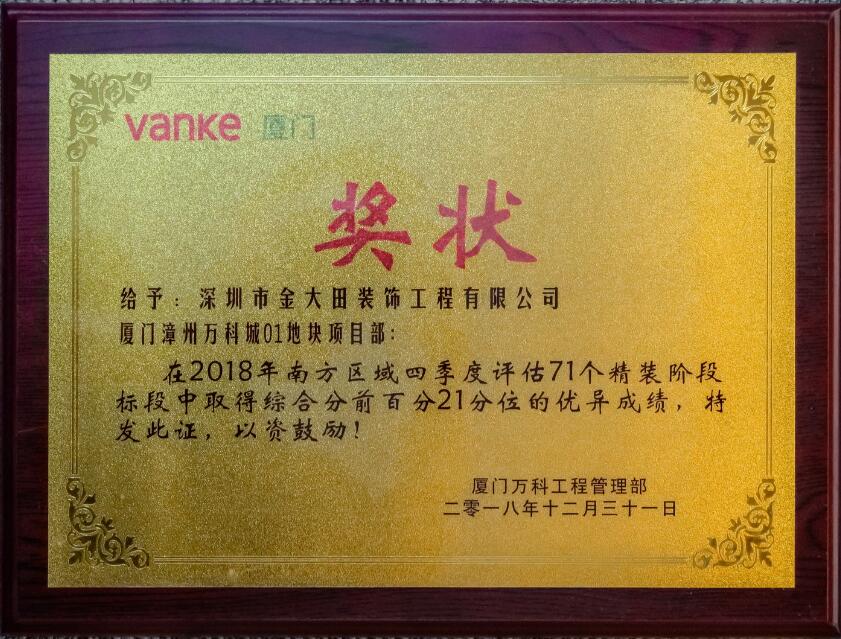 vanke 厦门
奖状
给予：深圳市金大田装饰工程有限公司
厦门漳州万科城01地块项目部：
在2018年南方区域四季度评估71个精装阶段
标段中取得综合分前百分21分位的优异成绩，特
发此证，以资鼓励！
厦门万科工程管理部
二零一八年十二月三十一日